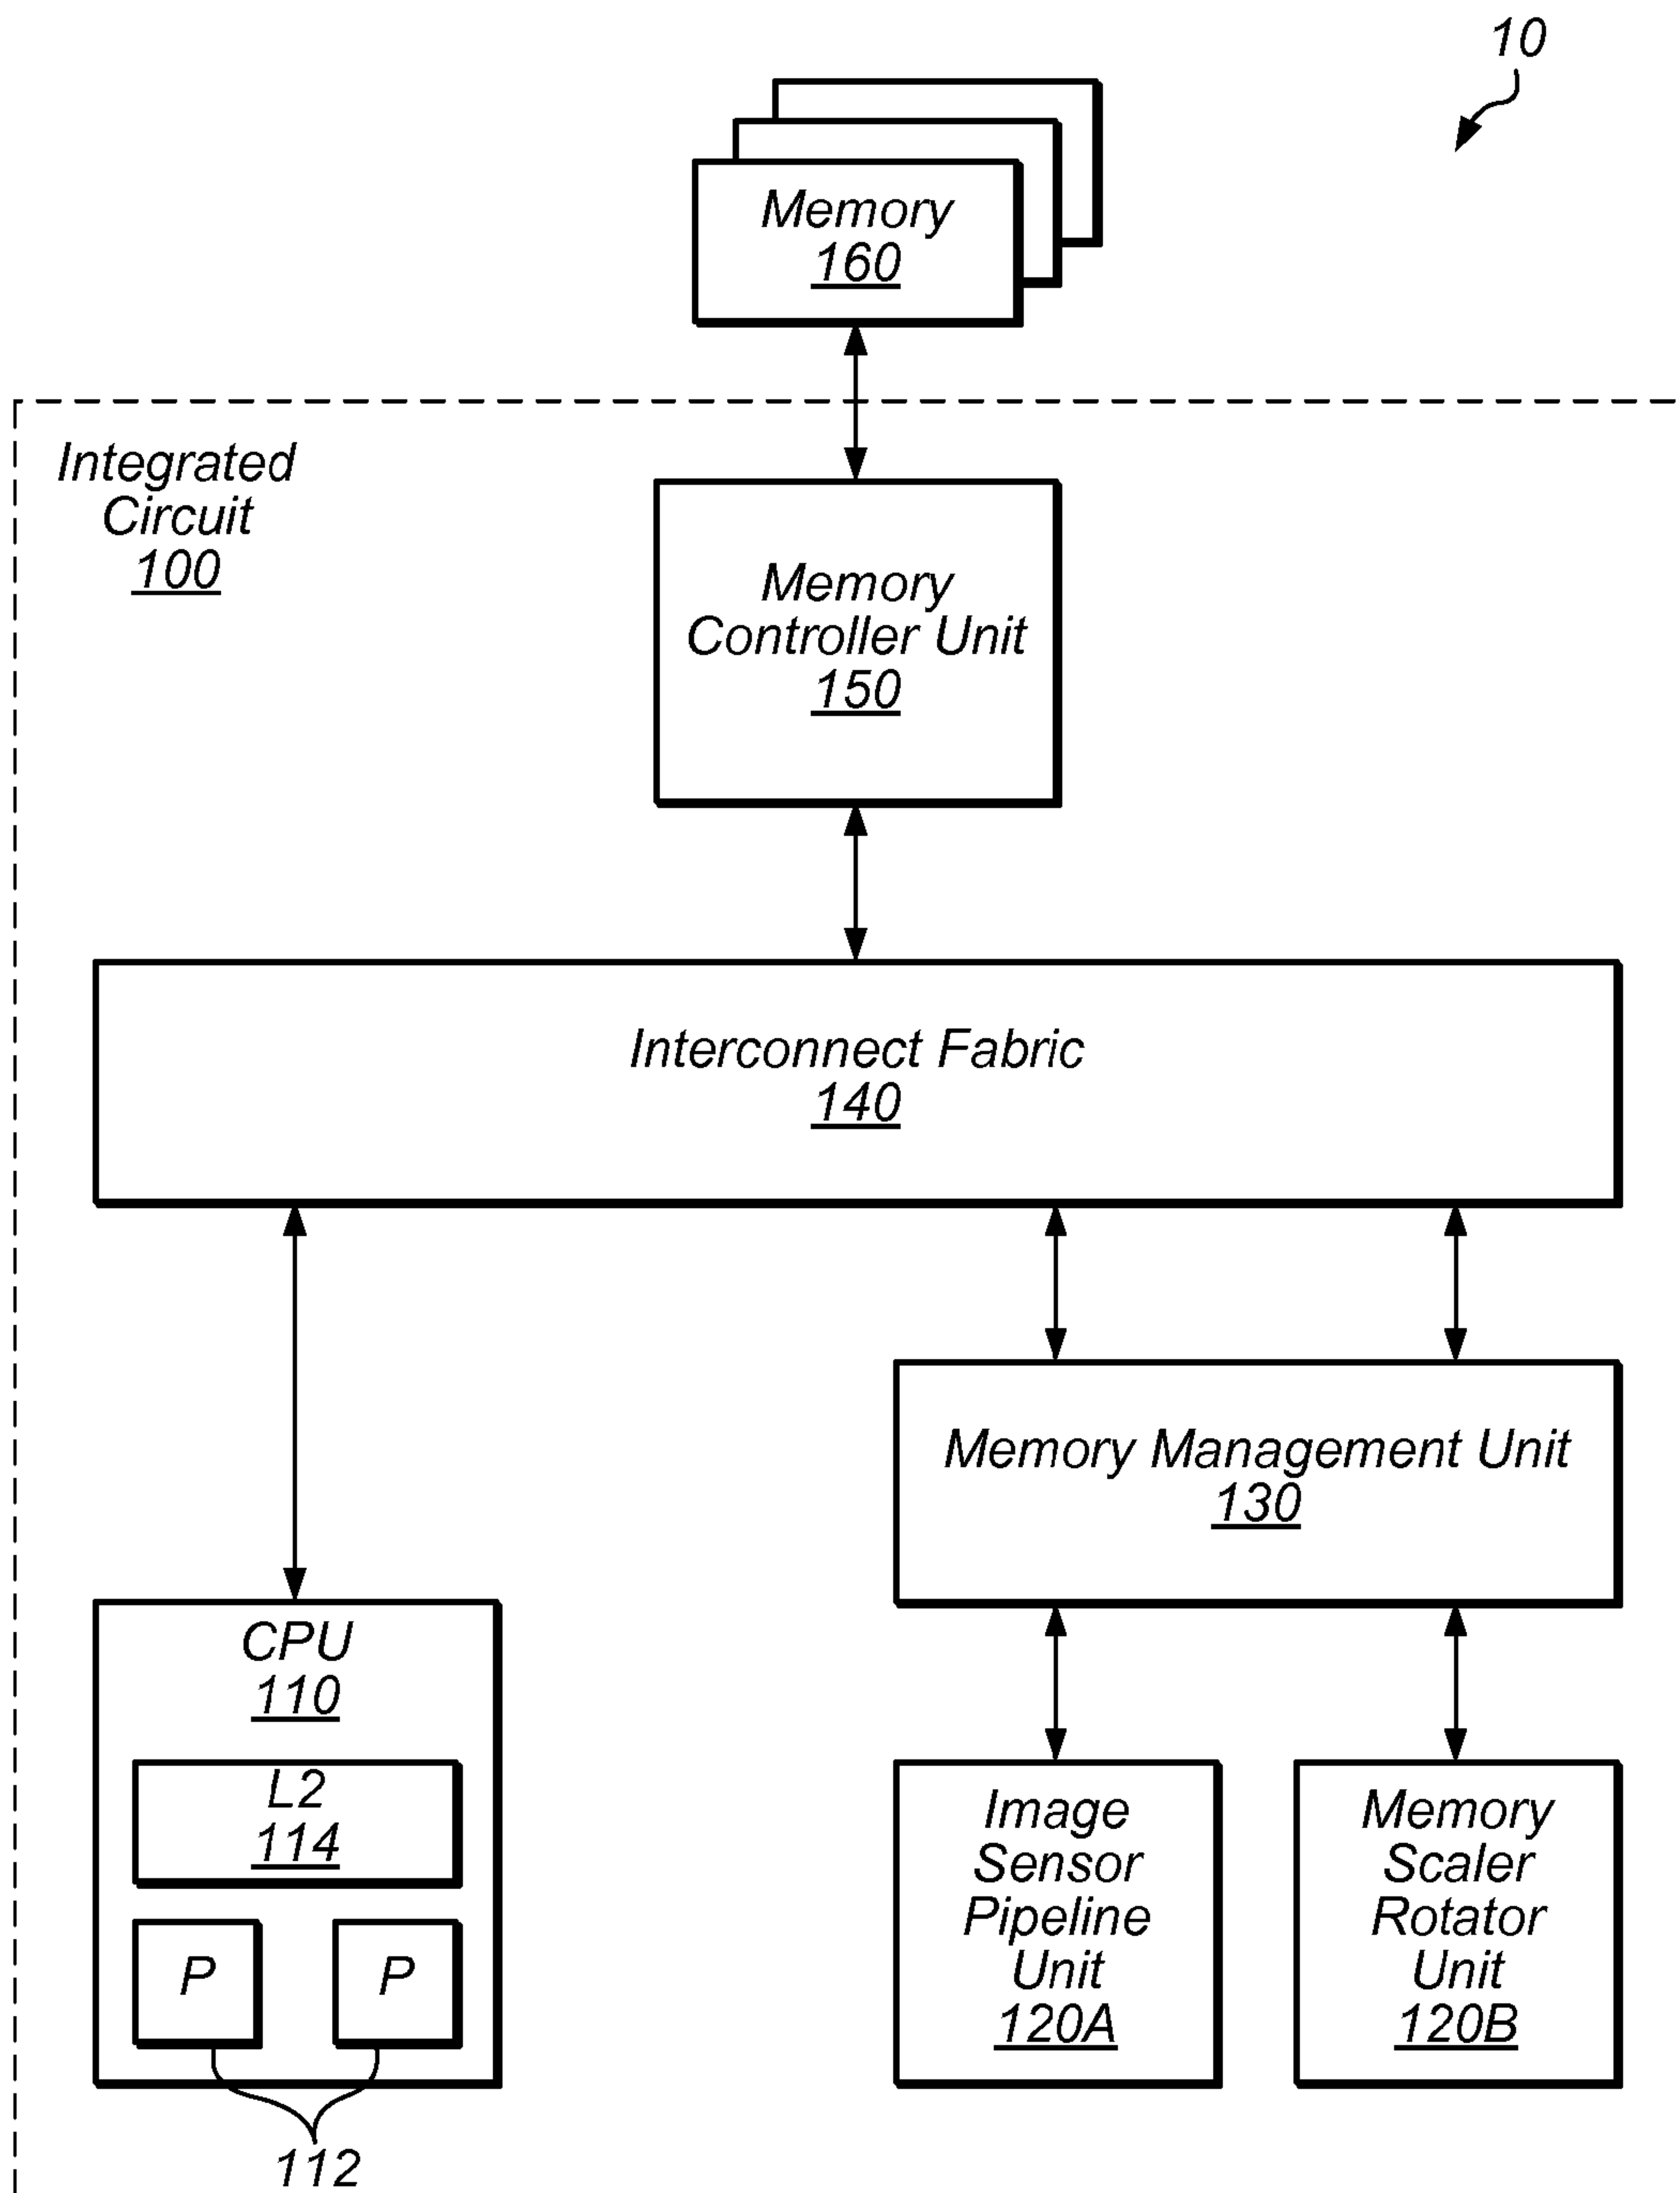 10
Memory
160
Integrated
Circuit
100
Memory
Controller Unit
150
Interconnect Fabric
140
Memory Management Unit
130
CPU
110
L2
114
P
P
112
Image
Sensor
Pipeline
Unit
120A
Memory
Scaler
Rotator
Unit
120B